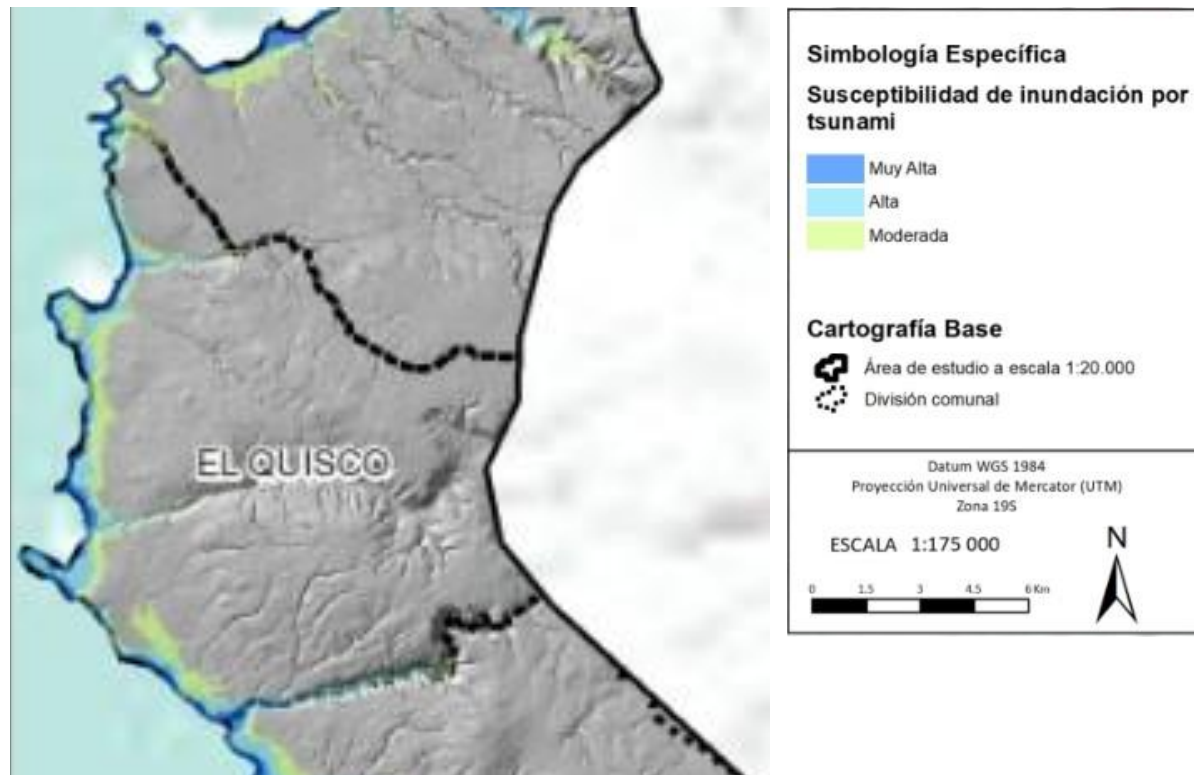 EL QUISCO
Simbología Específica
Susceptibilidad de inundación por
tsunami
Muy Alta
Alta
Moderada
Cartografía Base
Área de estudio a escala 1:20.000
División comunal
Datum WGS 1984
Proyección Universal de Mercator (UTM)
Zona 19S
ESCALA 1:175 000
N
0 1.5 3 4.5 6 Km